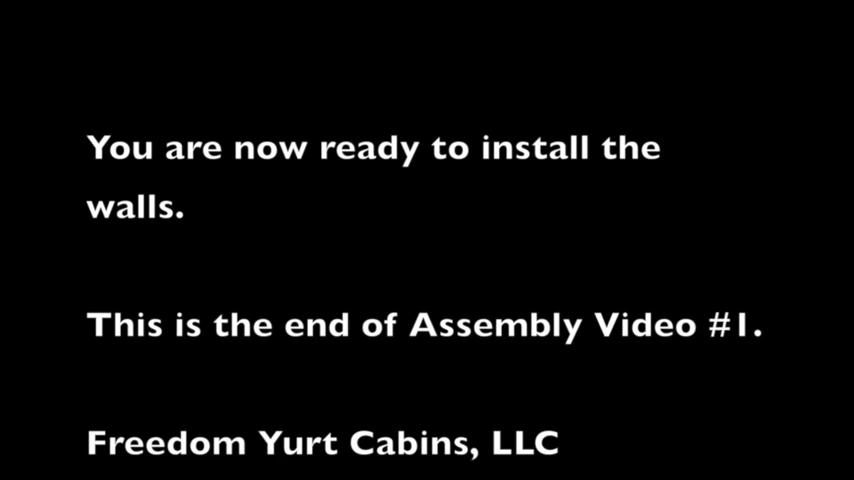 You are now ready to install the
walls.
This is the end of Assembly Video #1.
Freedom Yurt Cabins, LLC